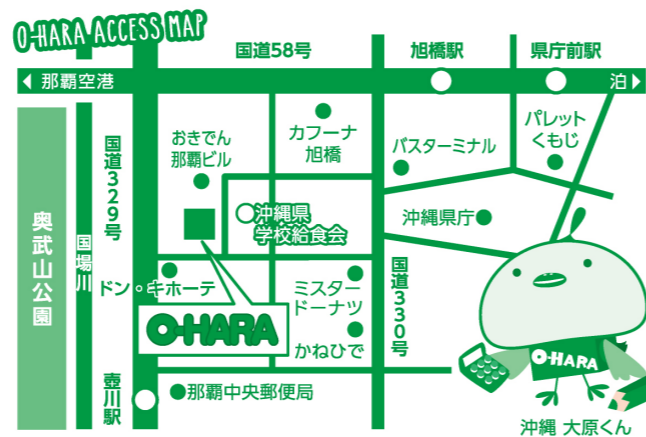 O-HARA ACCESS MAP
国道58号
旭橋駅
県庁前駅
那覇空港
泊
国道329号
おきでん
那覇ビル
カフーナ
旭橋
バスターミナル
パレット
くもじ
奥武山公園
国場川
沖縄県
学校給食会
沖縄県庁
ドン・キホーテ
ミスター
ドーナツ
国道330号
O-HARA
かねひで
O-HARA
壺川駅
那覇中央郵便局
沖縄 大原くん